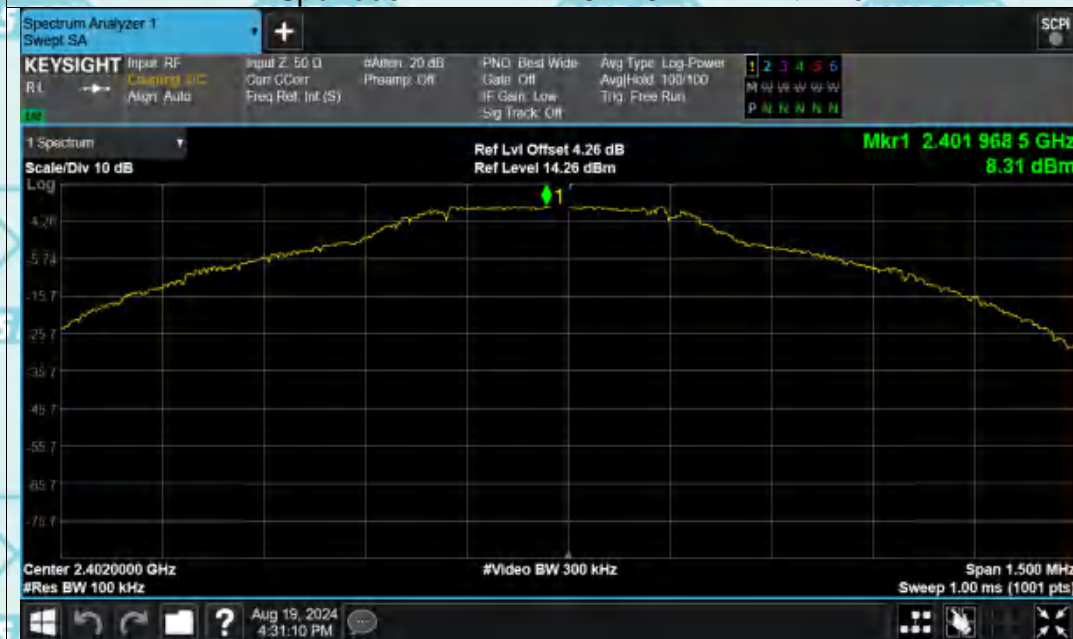 Spectrum Analyzer 1
Swept SA
+
SCPI
KEYSIGHT
R L
Input: RF
Coupling: DC
Align: Auto
Input Z: 50 Ω
Corr CCorr
Freq Ref: Int (S)
#Atten: 20 dB
Preamp: Off
PNO: Best Wide
Gate: Off
IF Gain: Low
Sig Track: Off
Avg Type: Log-Power
Avg|Hold: 100/100
Trig: Free Run
1 2 3 4 5 6
M W W W W W
P N N N N N
1 Spectrum
Scale/Div 10 dB
Ref Lvl Offset 4.26 dB
Ref Level 14.26 dBm
Mkr1 2.401 968 5 GHz
8.31 dBm
Log
4.26
-5.74
-15.7
-25.7
-35.7
-45.7
-55.7
-65.7
-75.7
1
Center 2.4020000 GHz
#Res BW 100 kHz
#Video BW 300 kHz
Span 1.500 MHz
Sweep 1.00 ms (1001 pts)
?
Aug 19, 2024
4:31:10 PM